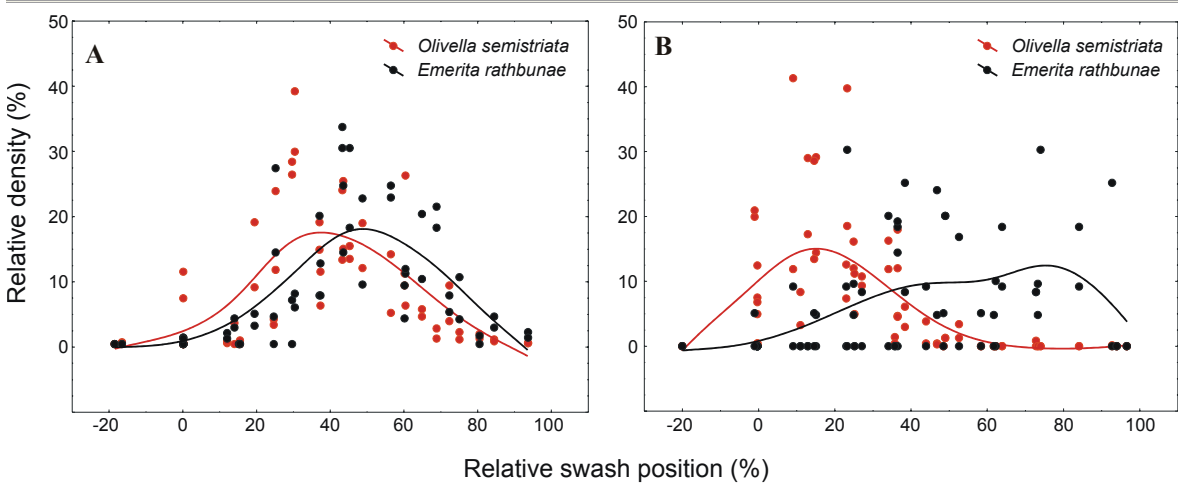 A
Olivella semistriata
Emerita rathbunae
B
Olivella semistriata
Emerita rathbunae
Relative density (%)
50
40
30
20
10
0
-20 0 20 40 60 80 100
50
40
30
20
10
0
-20 0 20 40 60 80 100
Relative swash position (%)